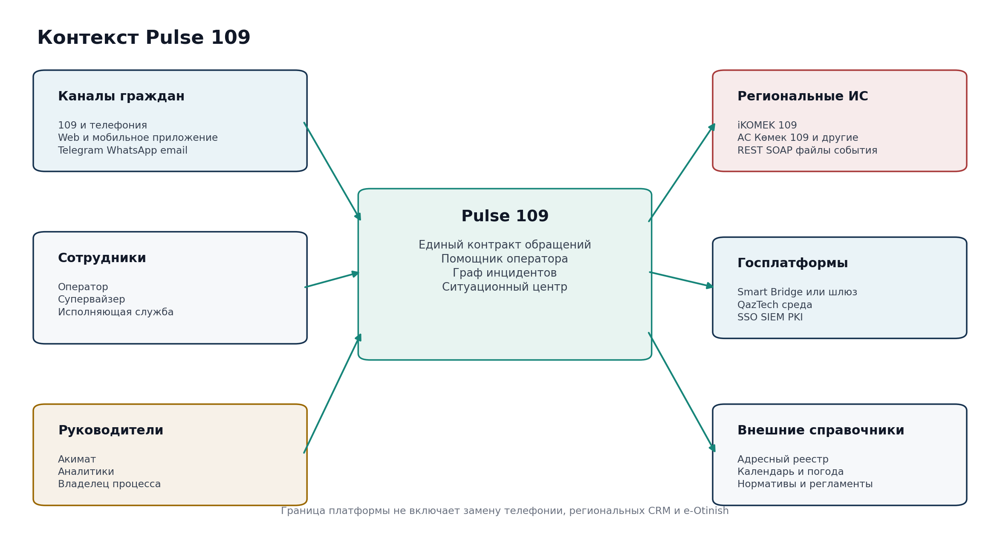 Контекст Pulse 109
Каналы граждан
109 и телефония
Web и мобильное приложение
Telegram WhatsApp email
Сотрудники
Оператор
Супервайзер
Исполняющая служба
Руководители
Акимат
Аналитики
Владелец процесса
Pulse 109
Единый контракт обращений
Помощник оператора
Граф инцидентов
Ситуационный центр
Региональные ИС
iKOMEK 109
АС Көмек 109 и другие
REST SOAP файлы события
Госплатформы
Smart Bridge или шлюз
QazTech среда
SSO SIEM PKI
Внешние справочники
Адресный реестр
Календарь и погода
Нормативы и регламенты
Граница платформы не включает замену телефонии, региональных CRM и e-Otinish